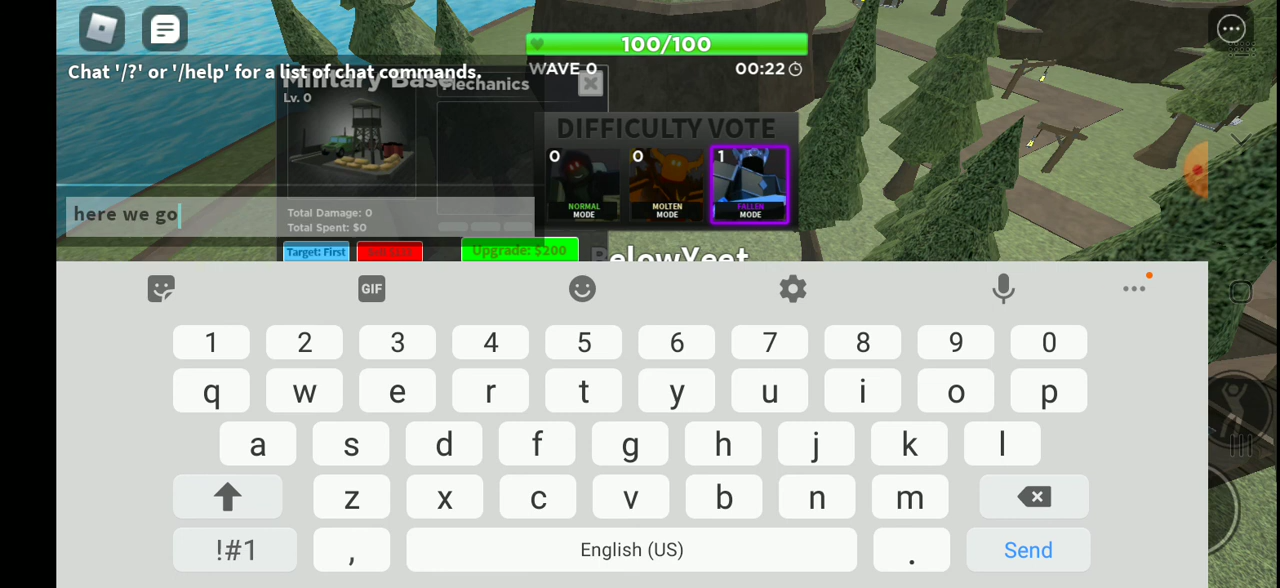 100/100
Chat '/?' or '/help' for a list of chat commands.
WAVE 0
00:22
Military Base
Mechanics
Lv. 0
DIFFICULTY VOTE
0
0
1
NORMAL
MODE
MOLTEN
MODE
FALLEN
MODE
here we go
Total Damage: 0
Total Spent: $0
Target: First
Upgrade: $200
BelowYeet
GIF
1 2 3 4 5 6 7 8 9 0
q w e r t y u i o p
a s d f g h j k l
z x c v b n m
!#1 , English (US) . Send